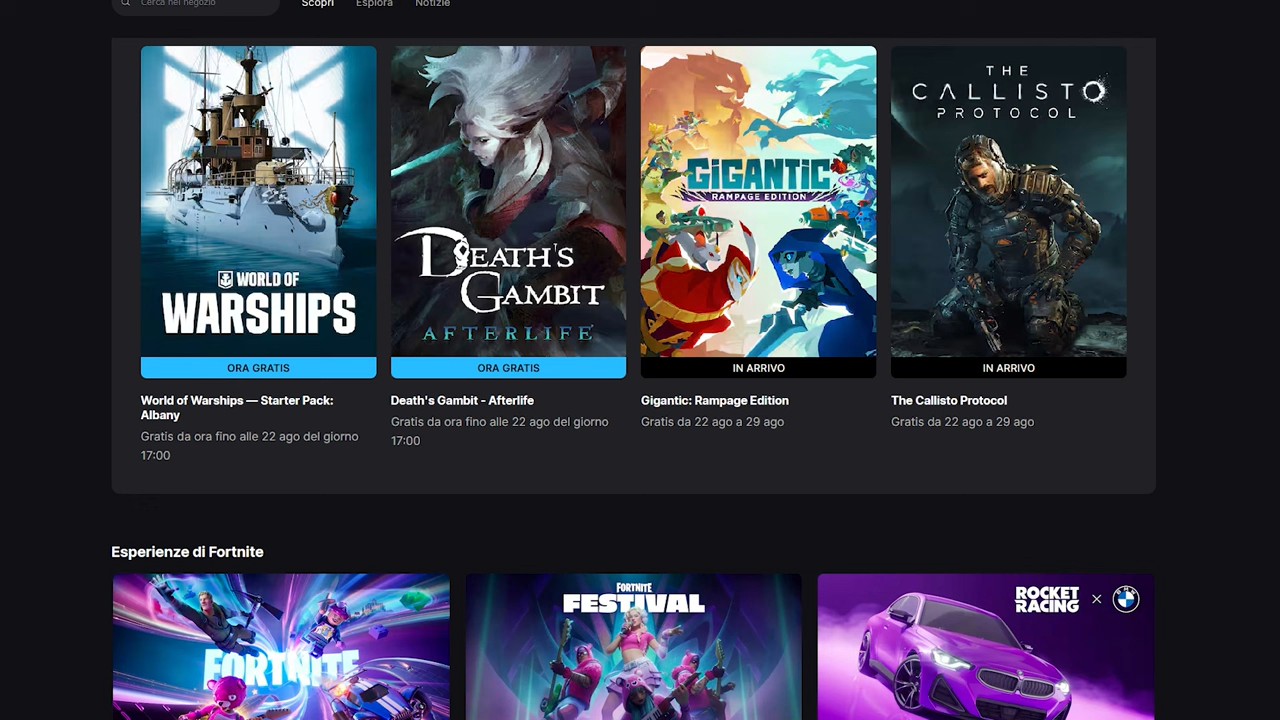 Cerca nel negozio
Scopri
Esplora
Notizie
WORLD OF
WARSHIPS
DEATH'S
GAMBIT
AFTERLIFE
GIGANTIC
RAMPAGE EDITION
THE
CALLISTO
PROTOCOL
ORA GRATIS
ORA GRATIS
IN ARRIVO
IN ARRIVO
World of Warships — Starter Pack:
Albany
Gratis da ora fino alle 22 ago del giorno
17:00
Death's Gambit - Afterlife
Gratis da ora fino alle 22 ago del giorno
17:00
Gigantic: Rampage Edition
Gratis da 22 ago a 29 ago
The Callisto Protocol
Gratis da 22 ago a 29 ago
Esperienze di Fortnite
FORTNITE
FORTNITE
FESTIVAL
ROCKET
RACING
X
BMW